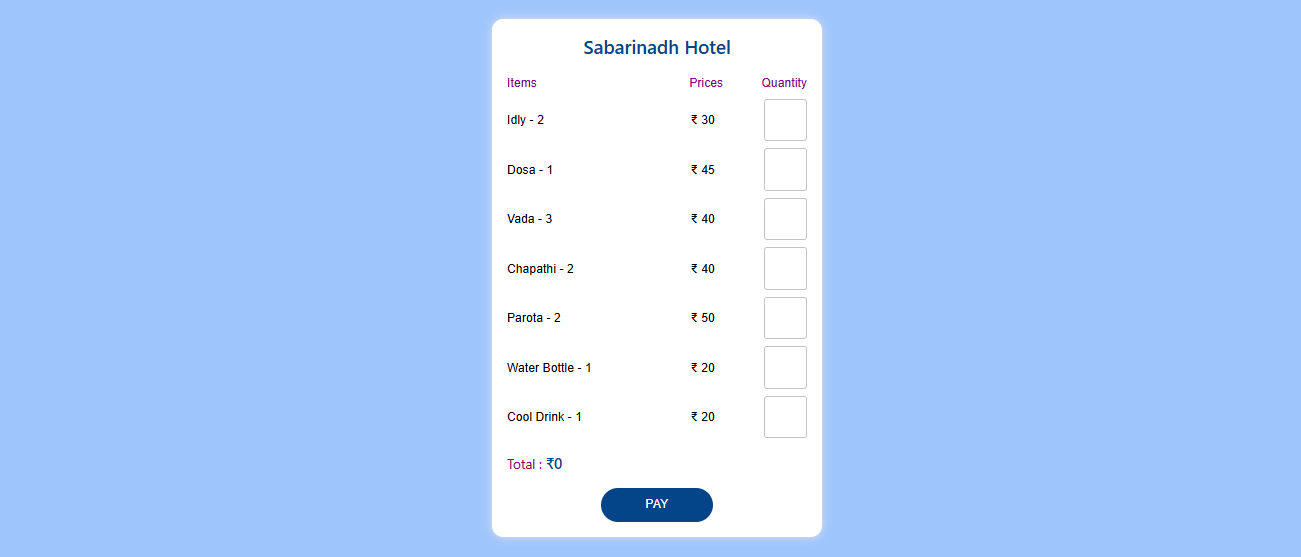 Sabarinadh Hotel
Items Prices Quantity
Idly - 2 ₹ 30
Dosa - 1 ₹ 45
Vada - 3 ₹ 40
Chapathi - 2 ₹ 40
Parota - 2 ₹ 50
Water Bottle - 1 ₹ 20
Cool Drink - 1 ₹ 20
Total : ₹0
PAY